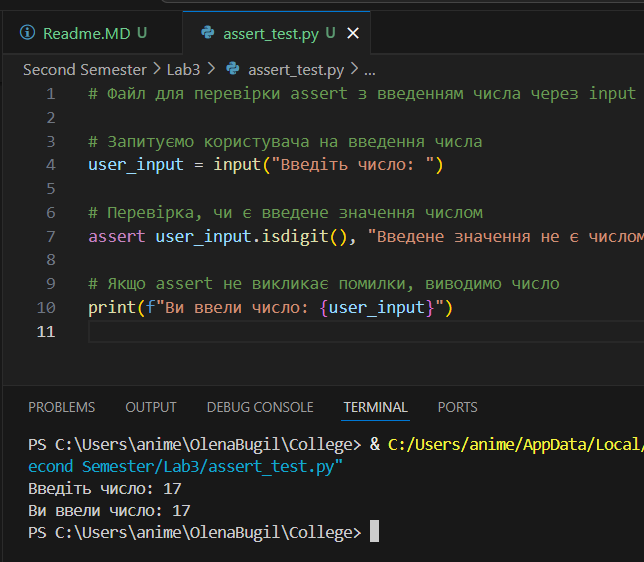 Readme.MD U
assert_test.py U
Second Semester > Lab3 > assert_test.py > ...
1 # Файл для перевірки assert з введенням числа через input
2
3 # Запитуємо користувача на введення числа
4 user_input = input("Введіть число: ")
5
6 # Перевірка, чи є введене значення числом
7 assert user_input.isdigit(), "Введене значення не є числом
8
9 # Якщо assert не викликає помилки, виводимо число
10 print(f"Ви ввели число: {user_input}")
11
PROBLEMS OUTPUT DEBUG CONSOLE TERMINAL PORTS
PS C:\Users\anime\OlenaBugil\College> & C:/Users/anime/AppData/Local/
econd Semester/Lab3/assert_test.py"
Введіть число: 17
Ви ввели число: 17
PS C:\Users\anime\OlenaBugil\College>